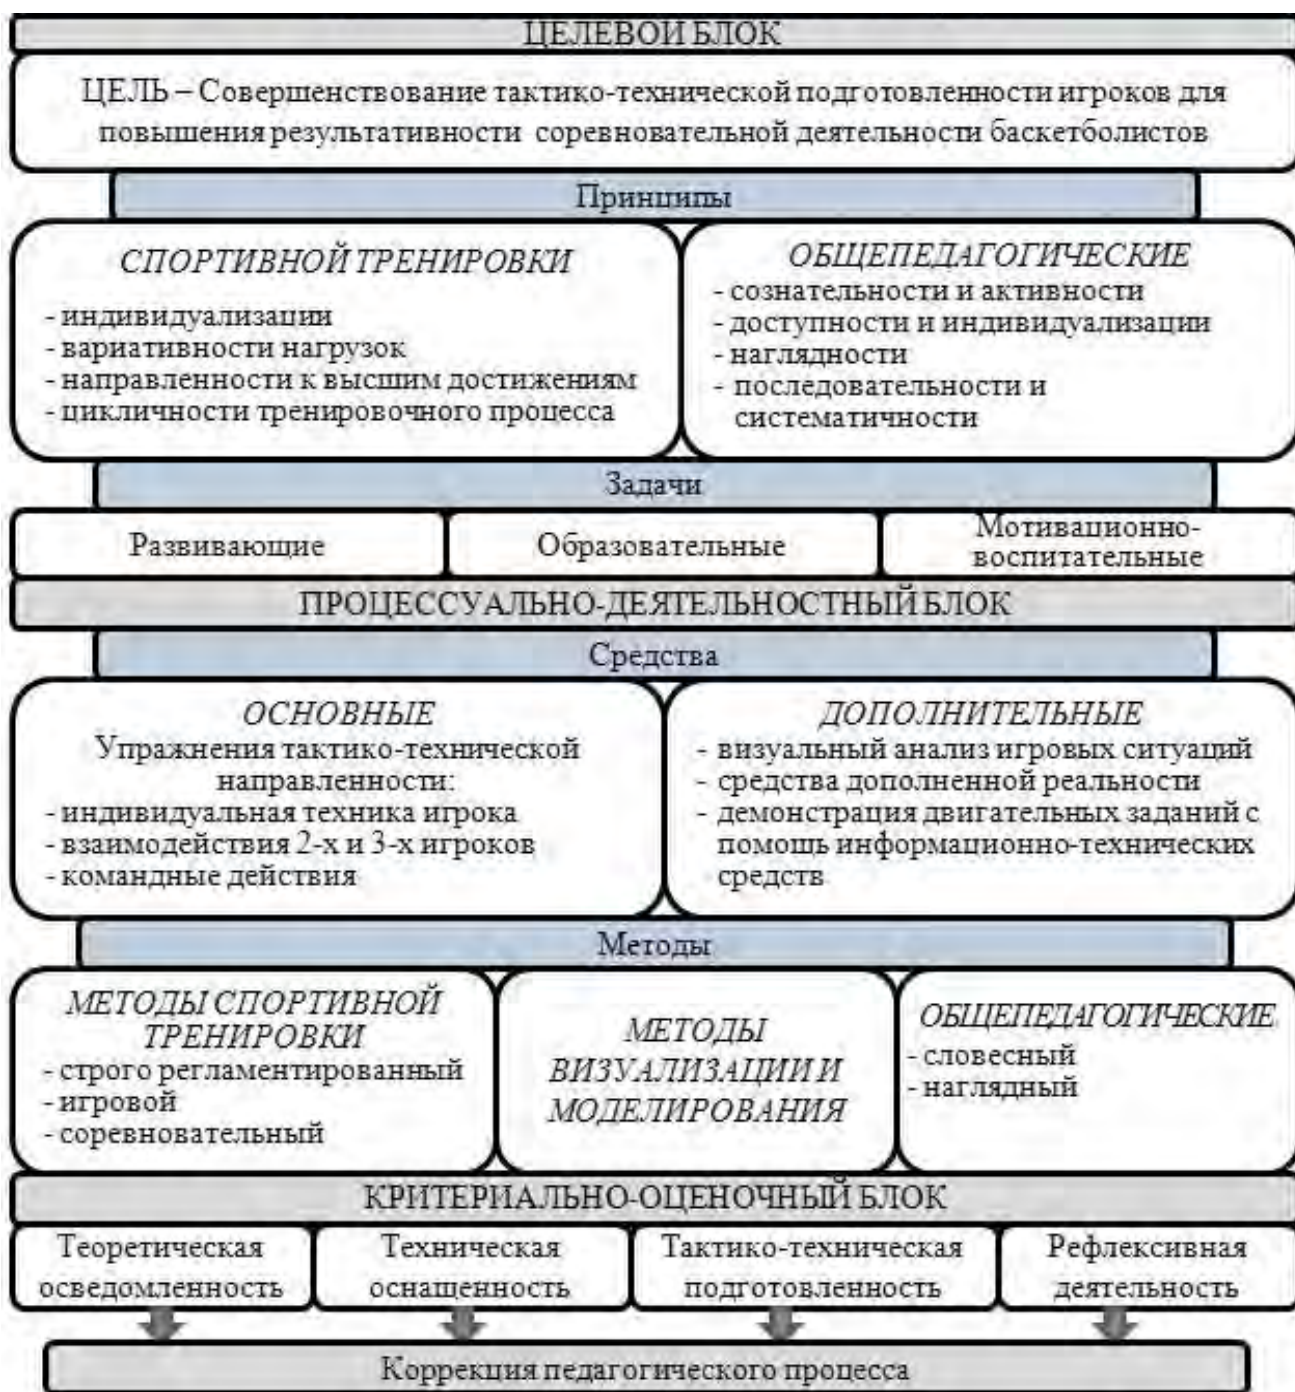 ЦЕЛЕВОЙ БЛОК
ЦЕЛЬ – Совершенствование тактико-технической подготовленности игроков для
повышения результативности соревновательной деятельности баскетболистов
Принципы
СПОРТИВНОЙ ТРЕНИРОВКИ
- индивидуализации
- вариативности нагрузок
- направленности к высшим достижениям
- цикличности тренировочного процесса
ОБЩЕПЕДАГОГИЧЕСКИЕ
- сознательности и активности
- доступности и индивидуализации
- наглядности
- последовательности и
систематичности
Задачи
Развивающие
Образовательные
Мотивационно-
воспитательные
ПРОЦЕССУАЛЬНО-ДЕЯТЕЛЬНОСТНЫЙ БЛОК
Средства
ОСНОВНЫЕ
Упражнения тактико-технической
направленности:
- индивидуальная техника игрока
- взаимодействия 2-х и 3-х игроков
- командные действия
ДОПОЛНИТЕЛЬНЫЕ
- визуальный анализ игровых ситуаций
- средства дополненной реальности
- демонстрация двигательных заданий с
помощь информационно-технических
средств
Методы
МЕТОДЫ СПОРТИВНОЙ
ТРЕНИРОВКИ
- строго регламентированный
- игровой
- соревновательный
МЕТОДЫ
ВИЗУАЛИЗАЦИИ И
МОДЕЛИРОВАНИЯ
ОБЩЕПЕДАГОГИЧЕСКИЕ
- словесный
- наглядный
КРИТЕРИАЛЬНО-ОЦЕНОЧНЫЙ БЛОК
Теоретическая
осведомленность
Техническая
оснащенность
Тактико-техническая
подготовленность
Рефлексивная
деятельность
Коррекция педагогического процесса